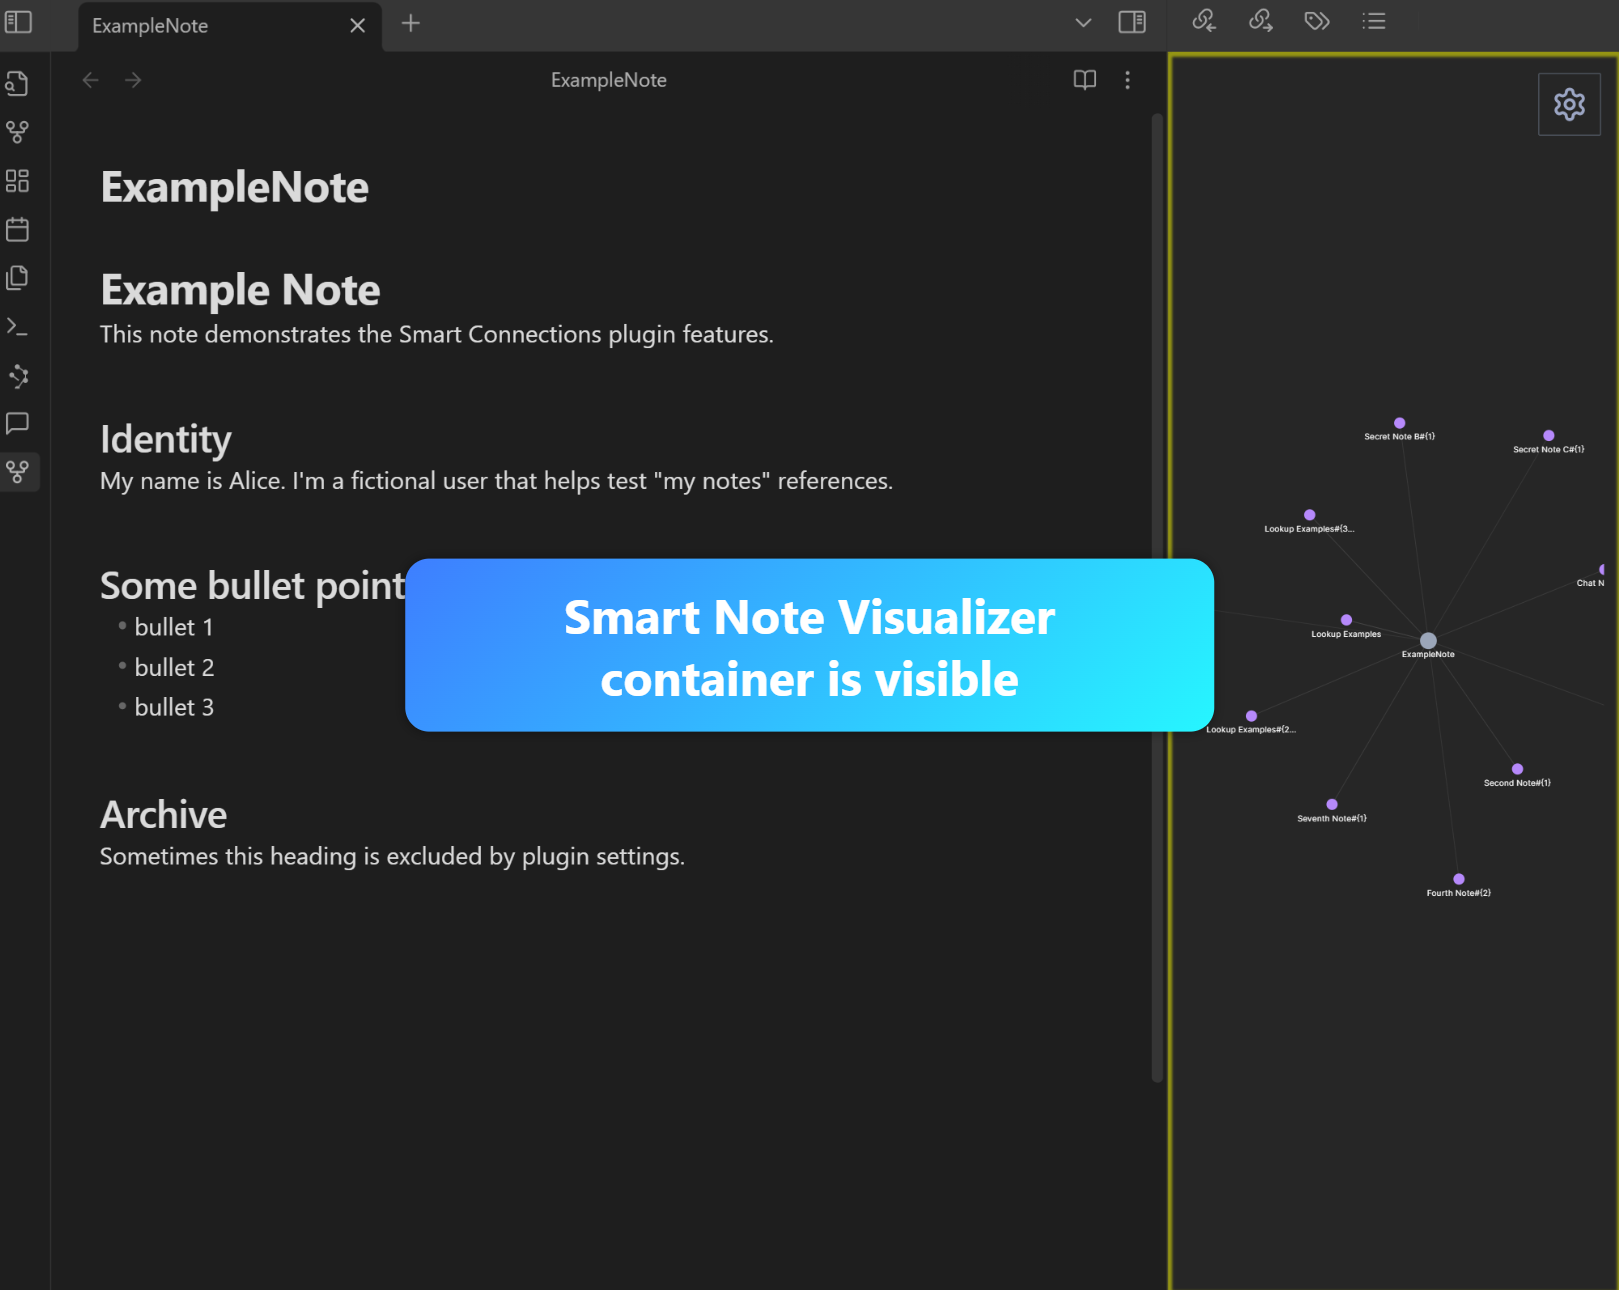 ExampleNote
ExampleNote
ExampleNote
Example Note
This note demonstrates the Smart Connections plugin features.
Identity
My name is Alice. I'm a fictional user that helps test "my notes" references.
Some bullet point
bullet 1
bullet 2
bullet 3
Archive
Sometimes this heading is excluded by plugin settings.
Smart Note Visualizer
container is visible
Secret Note B#{1}
Secret Note C#{1}
Lookup Examples#{3...
Chat N
Lookup Examples
ExampleNote
Lookup Examples#{2...
Second Note#{1}
Seventh Note#{1}
Fourth Note#{2}